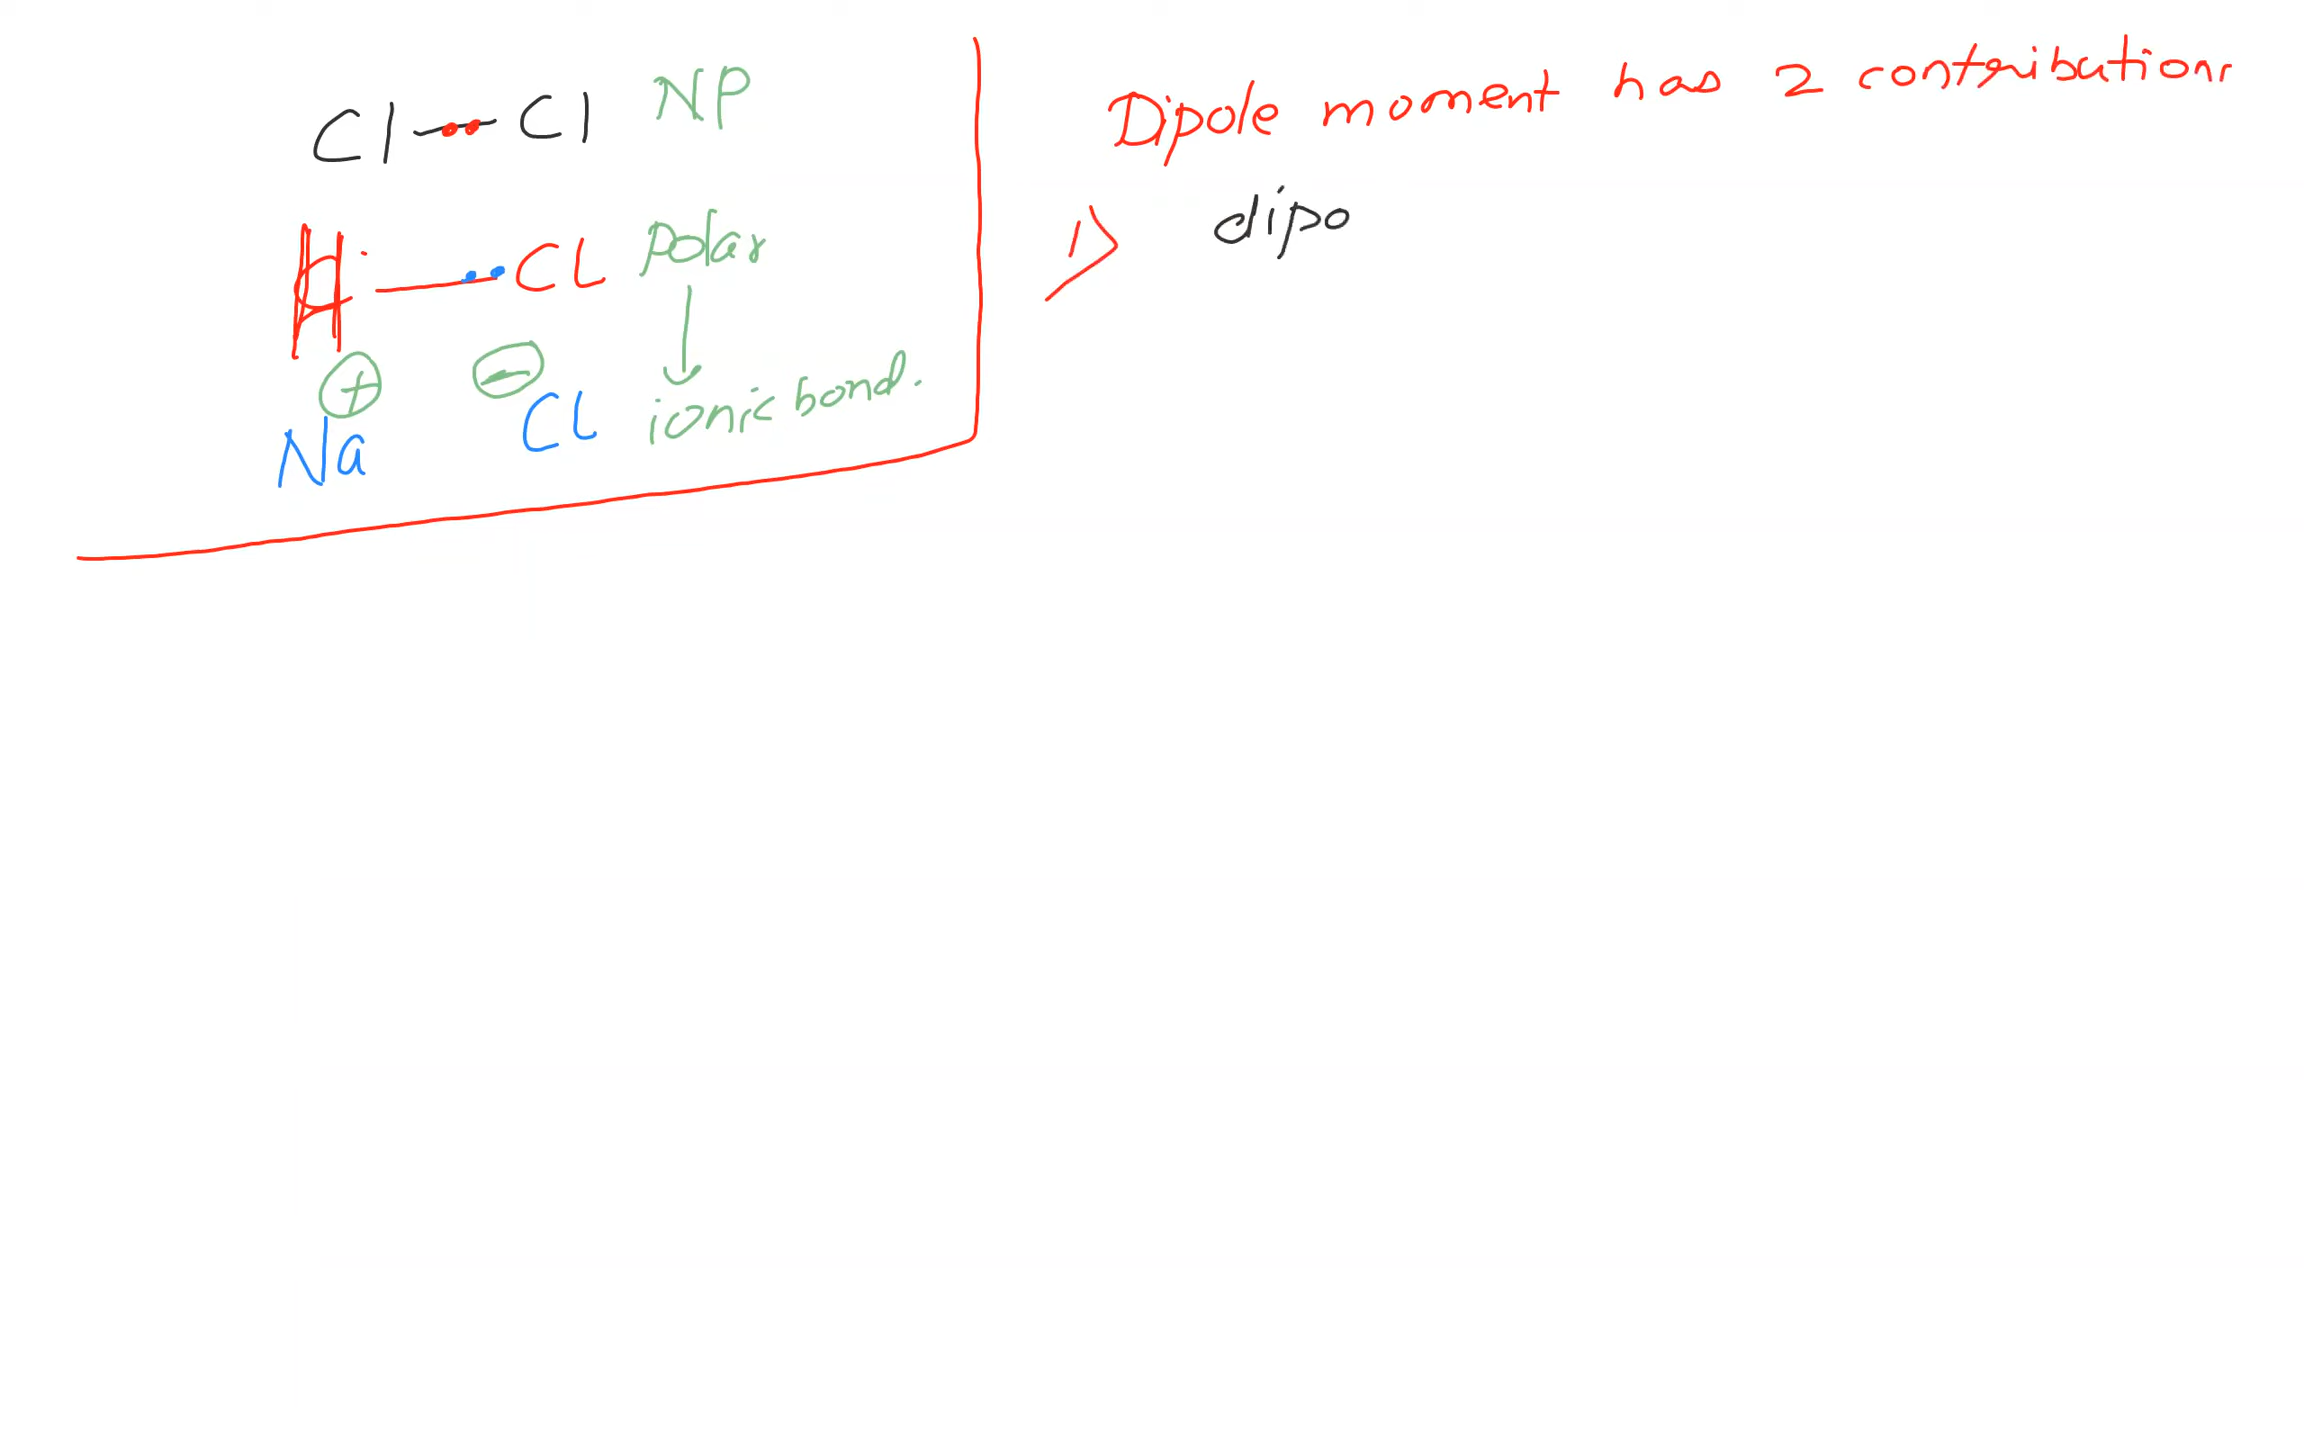 Cl — Cl NP
H — CL polar
↓
⊕ ⊖
Na CL ionic bond.
Dipole moment has 2 contributions
1) dipo